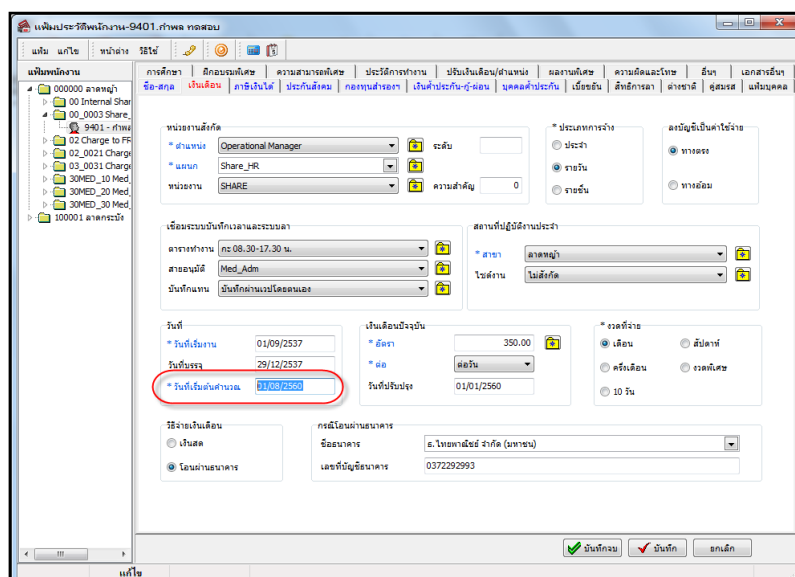 แฟ้มประวัติพนักงาน-9401.กำพล ทดสอบ
แฟ้ม แก้ไข หน้าต่าง วิธีใช้
แฟ้มพนักงาน
000000 ลาดหญ้า
00 Internal Shar
00_0003 Share_
9401 - กำพล
02 Charge to FR
02_0021 Charge
03_0031 Charge
30MED_10 Med_
30MED_20 Med_
30MED_30 Med_
100001 ลาดกระบัง
การศึกษา ฝึกอบรมพิเศษ ความสามารถพิเศษ ประวัติการทำงาน ปรับเงินเดือน/ตำแหน่ง ผลงานพิเศษ ความผิดและโทษ อื่นๆ เอกสารอื่นๆ
ชื่อ-สกุล เงินเดือน ภาษีเงินได้ ประกันสังคม กองทุนสำรองฯ เงินค้ำประกัน-กู้-ผ่อน บุคคลค้ำประกัน เบี้ยขยัน สิทธิการลา ต่างชาติ คู่สมรส แฟ้มบุคคล
หน่วยงานสังกัด
* ตำแหน่ง Operational Manager ระดับ
* แผนก Share_HR
หน่วยงาน SHARE ความสำคัญ 0
* ประเภทการจ้าง
ประจำ
รายวัน
รายชิ้น
ลงบัญชีเป็นค่าใช้จ่าย
ทางตรง
ทางอ้อม
เชื่อมระบบบันทึกเวลาและระบบลา
ตารางทำงาน กะ 08.30-17.30 น.
สายอนุมัติ Med_Adm
บันทึกแทน บันทึกผ่านเวปโดยตนเอง
สถานที่ปฏิบัติงานประจำ
* สาขา ลาดหญ้า
ไซด์งาน ไม่สังกัด
วันที่
* วันที่เริ่มงาน 01/09/2537
วันที่บรรจุ 29/12/2537
* วันที่เริ่มต้นคำนวณ 01/08/2560
เงินเดือนปัจจุบัน
* อัตรา 350.00
* ต่อ ต่อวัน
วันที่ปรับปรุง 01/01/2560
* งวดที่จ่าย
เดือน สัปดาห์
ครึ่งเดือน งวดพิเศษ
10 วัน
วิธีจ่ายเงินเดือน
เงินสด
โอนผ่านธนาคาร
กรณีโอนผ่านธนาคาร
ชื่อธนาคาร ธ.ไทยพาณิชย์ จำกัด (มหาชน)
เลขที่บัญชีธนาคาร 0372292993
บันทึกจบ บันทึก ยกเลิก
แก้ไข